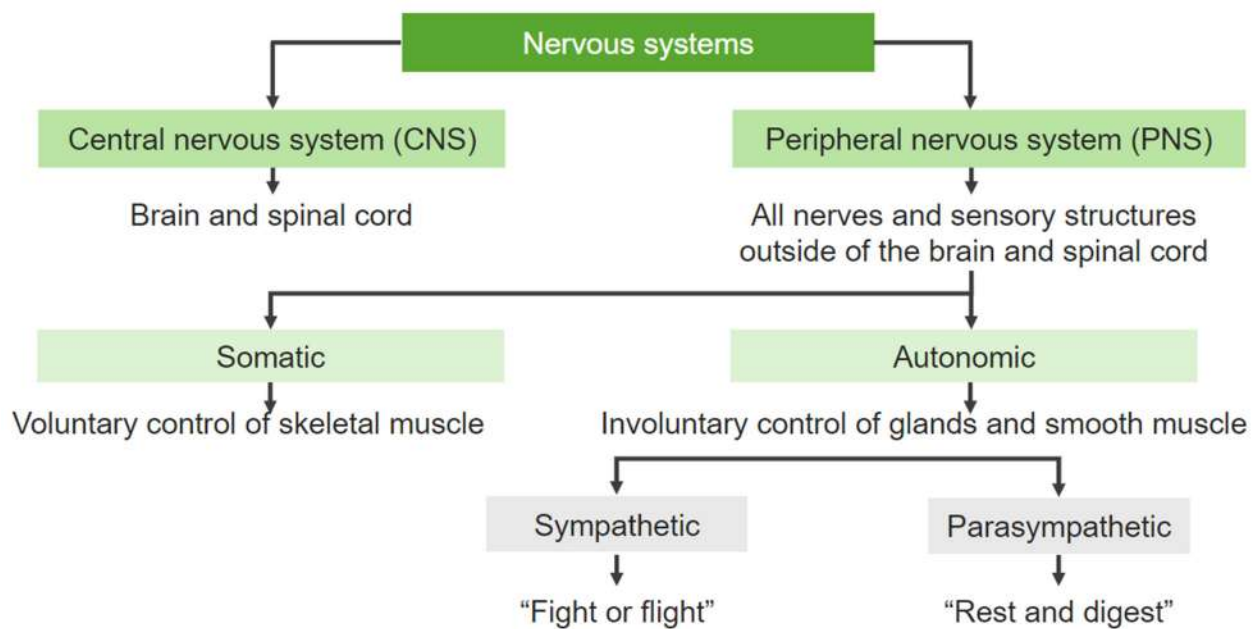 Nervous systems
Central nervous system (CNS)
Peripheral nervous system (PNS)
Brain and spinal cord
All nerves and sensory structures
outside of the brain and spinal cord
Somatic
Autonomic
Voluntary control of skeletal muscle
Involuntary control of glands and smooth muscle
Sympathetic
Parasympathetic
“Fight or flight”
“Rest and digest”